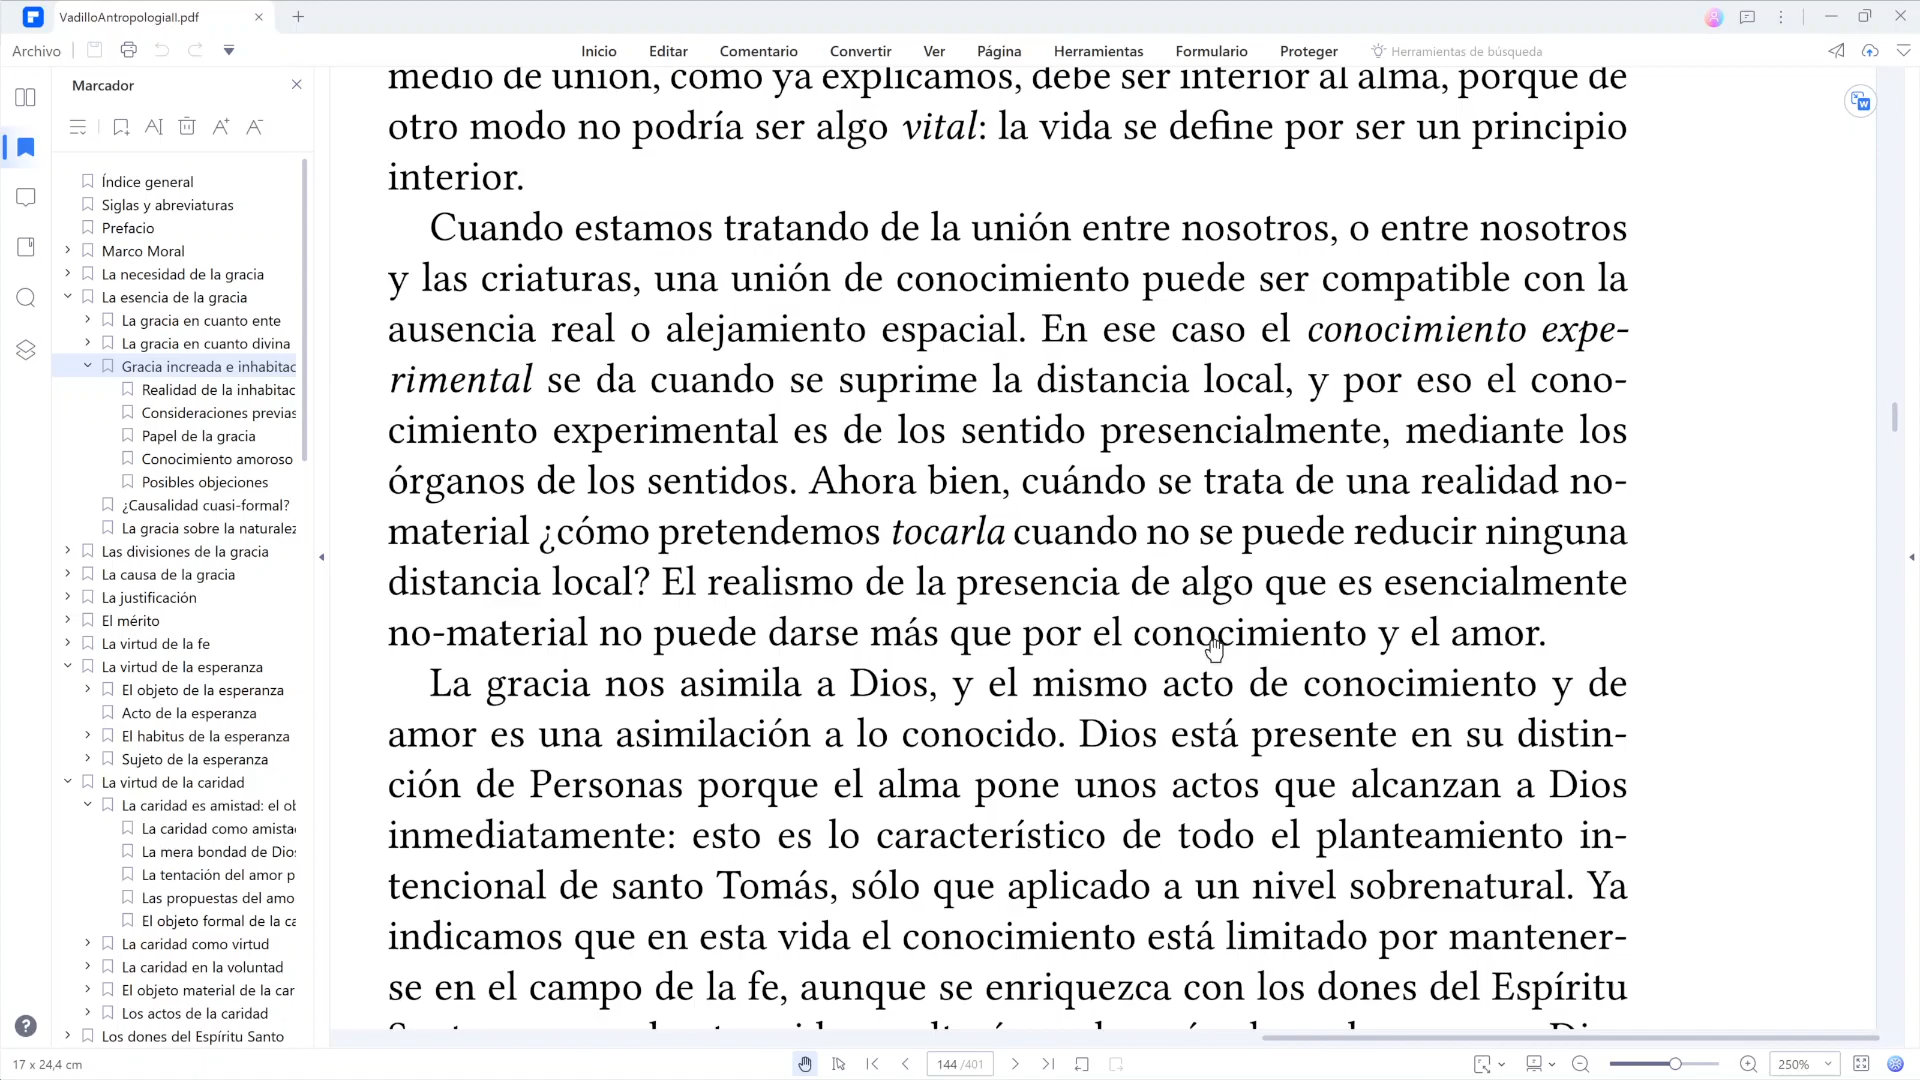 VadilloAntropologiaII.pdf
Archivo
Inicio Editar Comentario Convertir Ver Página Herramientas Formulario Proteger Herramientas de búsqueda
Marcador
Índice general
Siglas y abreviaturas
Prefacio
Marco Moral
La necesidad de la gracia
La esencia de la gracia
La gracia en cuanto ente
La gracia en cuanto divina
Gracia increada e inhabitac
Realidad de la inhabitac
Consideraciones previas
Papel de la gracia
Conocimiento amoroso
Posibles objeciones
¿Causalidad cuasi-formal?
La gracia sobre la naturalez
Las divisiones de la gracia
La causa de la gracia
La justificación
El mérito
La virtud de la fe
La virtud de la esperanza
El objeto de la esperanza
Acto de la esperanza
El habitus de la esperanza
Sujeto de la esperanza
La virtud de la caridad
La caridad es amistad: el ob
La caridad como amista
La mera bondad de Dios
La tentación del amor p
Las propuestas del amo
El objeto formal de la ca
La caridad como virtud
La caridad en la voluntad
El objeto material de la car
Los actos de la caridad
Los dones del Espíritu Santo
medio de unión, como ya explicamos, debe ser interior al alma, porque de
otro modo no podría ser algo vital: la vida se define por ser un principio
interior.
Cuando estamos tratando de la unión entre nosotros, o entre nosotros
y las criaturas, una unión de conocimiento puede ser compatible con la
ausencia real o alejamiento espacial. En ese caso el conocimiento expe-
rimental se da cuando se suprime la distancia local, y por eso el cono-
cimiento experimental es de los sentido presencialmente, mediante los
órganos de los sentidos. Ahora bien, cuándo se trata de una realidad no-
material ¿cómo pretendemos tocarla cuando no se puede reducir ninguna
distancia local? El realismo de la presencia de algo que es esencialmente
no-material no puede darse más que por el conocimiento y el amor.
La gracia nos asimila a Dios, y el mismo acto de conocimiento y de
amor es una asimilación a lo conocido. Dios está presente en su distin-
ción de Personas porque el alma pone unos actos que alcanzan a Dios
inmediatamente: esto es lo característico de todo el planteamiento in-
tencional de santo Tomás, sólo que aplicado a un nivel sobrenatural. Ya
indicamos que en esta vida el conocimiento está limitado por mantener-
se en el campo de la fe, aunque se enriquezca con los dones del Espíritu
17 x 24,4 cm
144 /401
250%